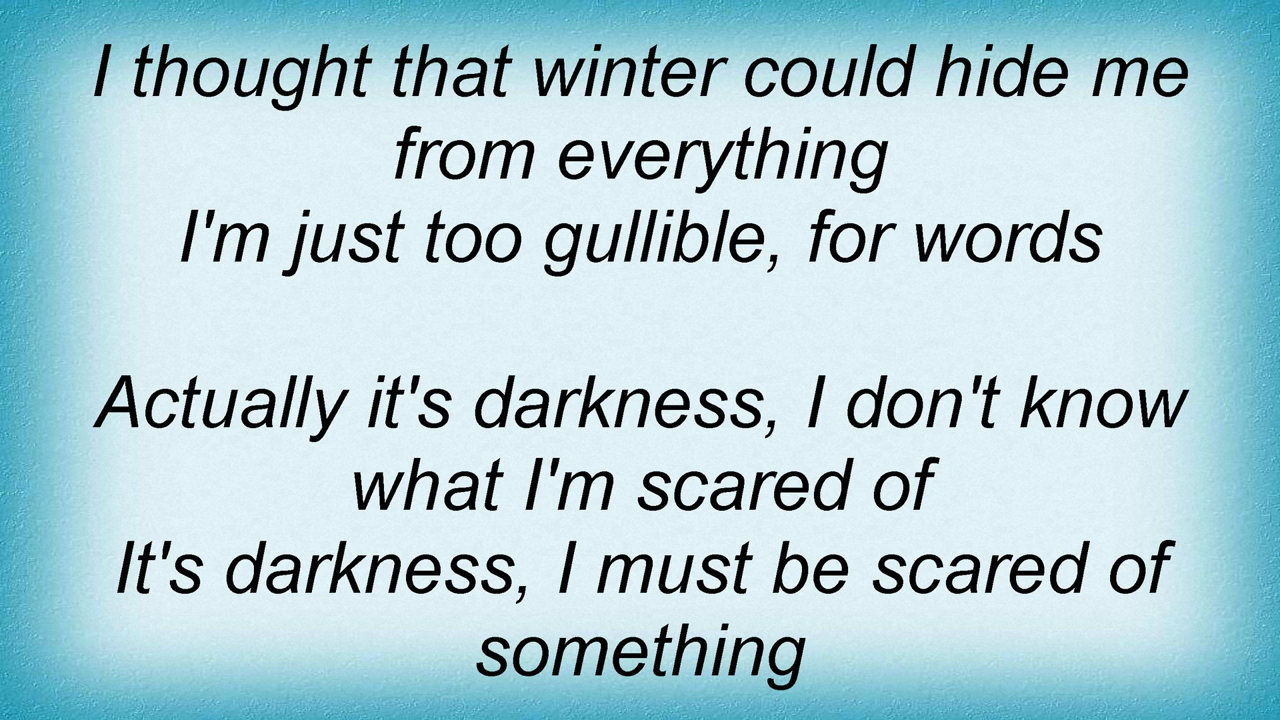 I thought that winter could hide me
from everything
I'm just too gullible, for words
Actually it's darkness, I don't know
what I'm scared of
It's darkness, I must be scared of
something